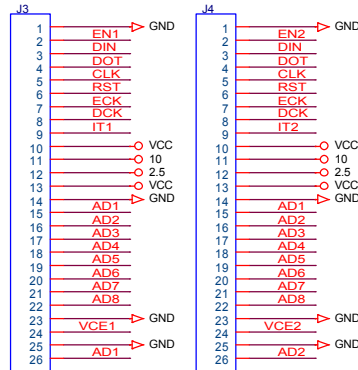 J3 J4
1 GND 1 GND
2 EN1 2 EN2
3 DIN 3 DIN
4 DOT 4 DOT
5 CLK 5 CLK
6 RST 6 RST
7 ECK 7 ECK
8 DCK 8 DCK
9 IT1 9 IT2
10 VCC 10 VCC
11 10 11 10
12 2.5 12 2.5
13 VCC 13 VCC
14 GND 14 GND
15 AD1 15 AD1
16 AD2 16 AD2
17 AD3 17 AD3
18 AD4 18 AD4
19 AD5 19 AD5
20 AD6 20 AD6
21 AD7 21 AD7
22 AD8 22 AD8
23 GND 23 GND
24 VCE1 24 VCE2
25 GND 25 GND
26 AD1 26 AD2